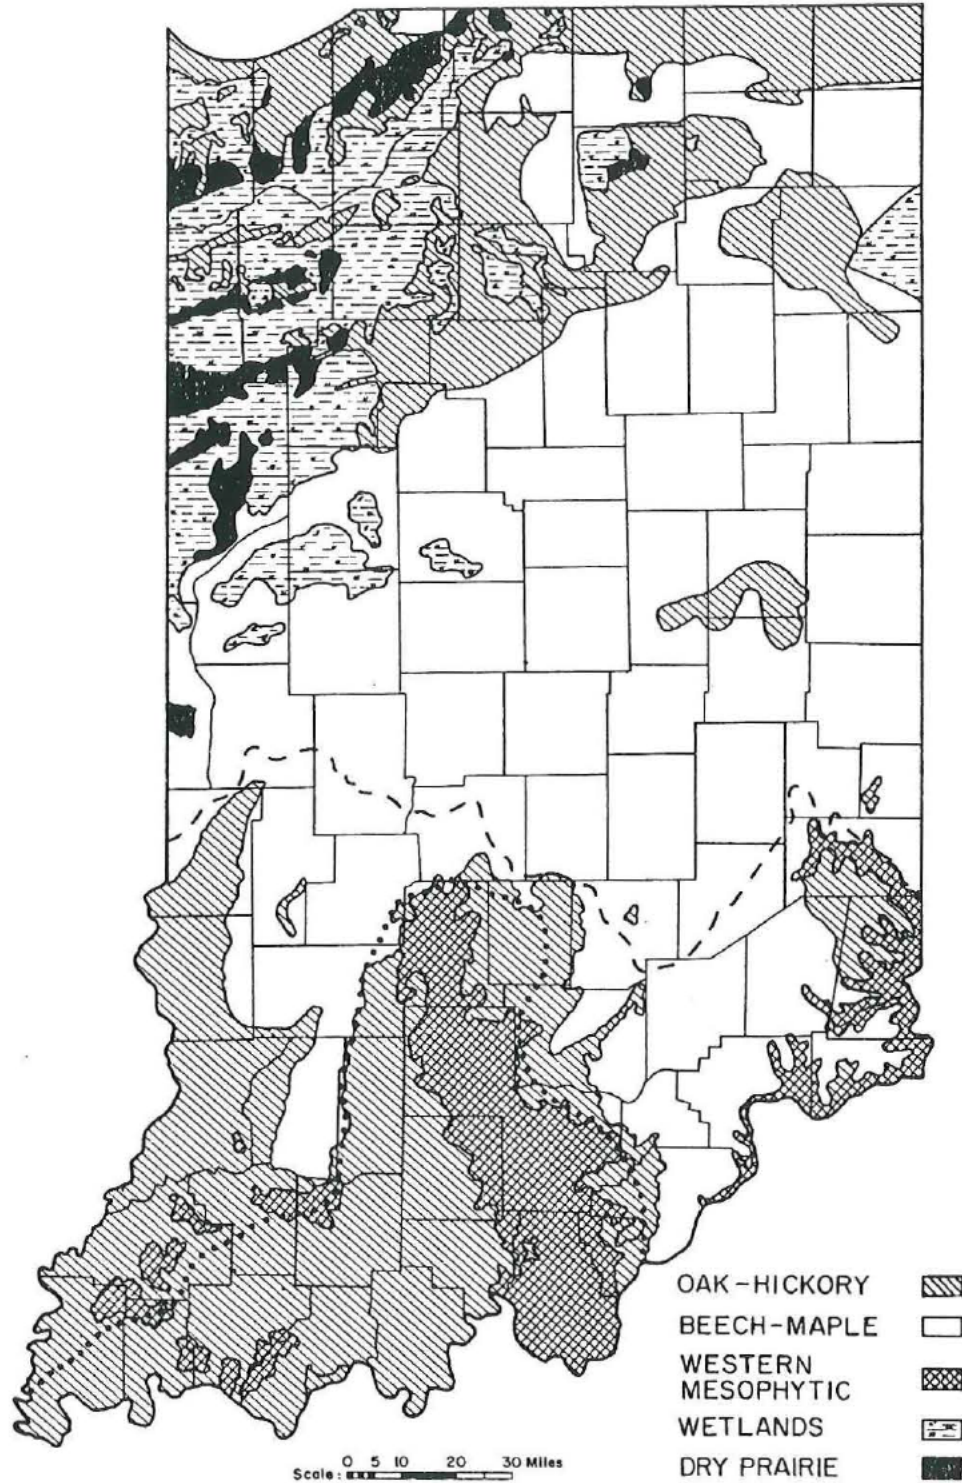 OAK-HICKORY
BEECH-MAPLE
WESTERN
MESOPHYTIC
WETLANDS
DRY PRAIRIE
0 5 10 20 30 Miles
Scale: